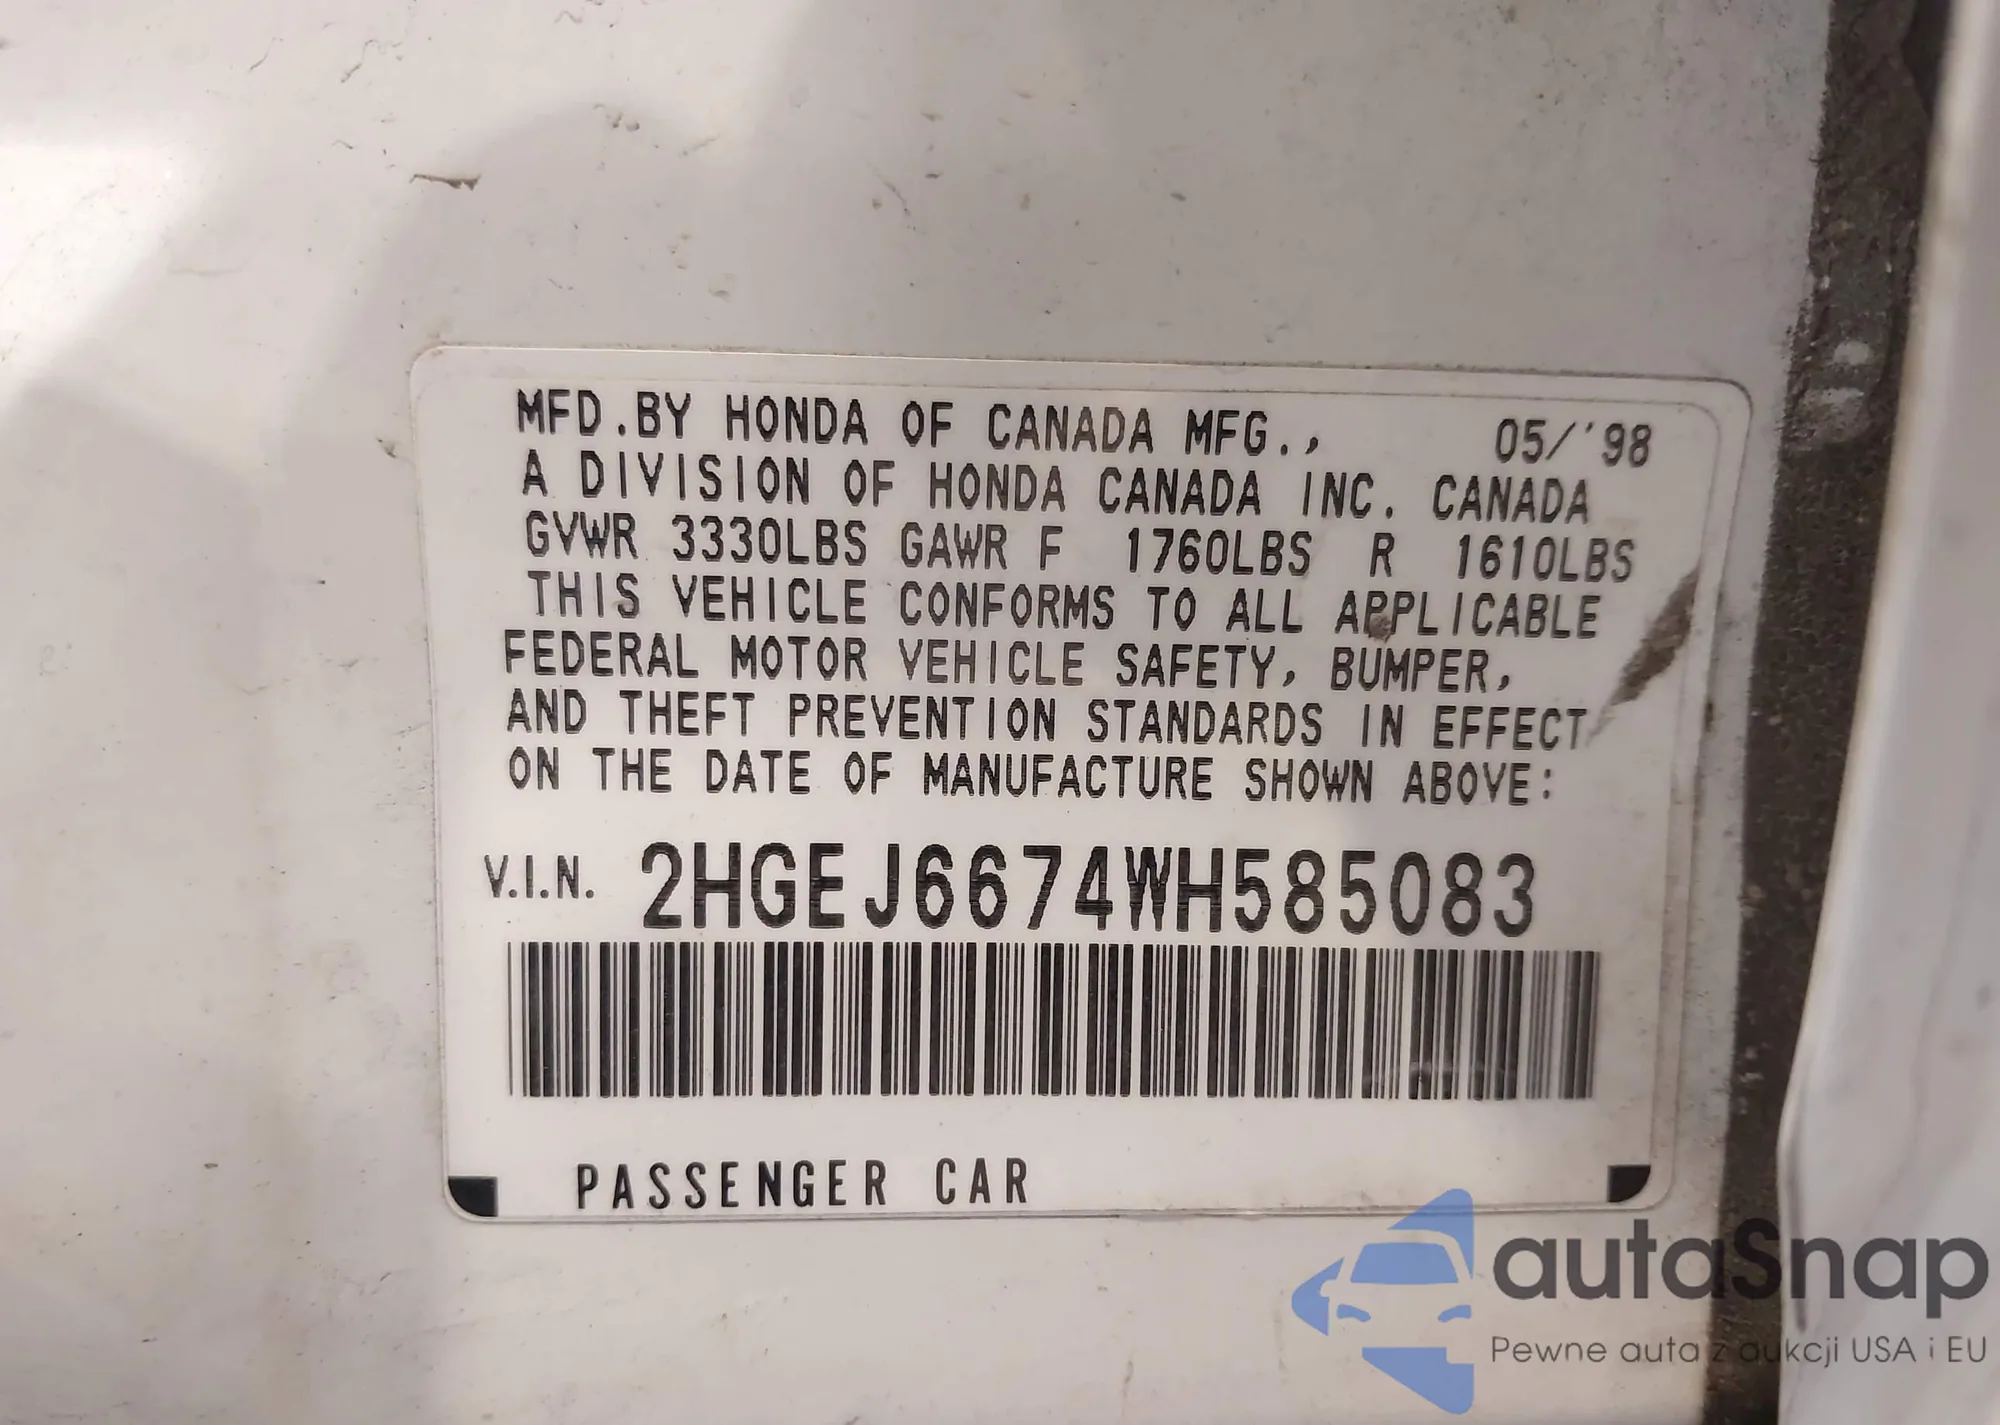 MFD.BY HONDA OF CANADA MFG., 05/'98
A DIVISION OF HONDA CANADA INC. CANADA
GVWR 3330LBS GAWR F 1760LBS R 1610LBS
THIS VEHICLE CONFORMS TO ALL APPLICABLE
FEDERAL MOTOR VEHICLE SAFETY, BUMPER,
AND THEFT PREVENTION STANDARDS IN EFFECT
ON THE DATE OF MANUFACTURE SHOWN ABOVE:
V.I.N. 2HGEJ6674WH585083
PASSENGER CAR
autaSnap
Pewne auta z aukcji USA i EU